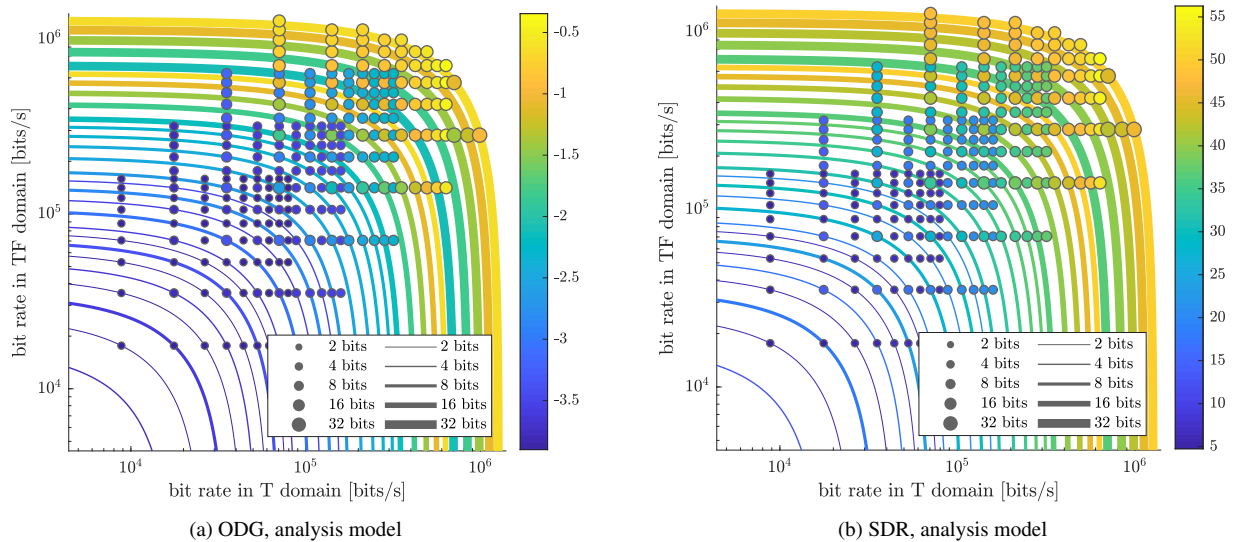 10^6
10^5
10^4
bit rate in TF domain [bits/s]
10^4
10^5
10^6
bit rate in T domain [bits/s]
2 bits
2 bits
4 bits
4 bits
8 bits
8 bits
16 bits
16 bits
32 bits
32 bits
-0.5
-1
-1.5
-2
-2.5
-3
-3.5
(a) ODG, analysis model
10^6
10^5
10^4
bit rate in TF domain [bits/s]
10^4
10^5
10^6
bit rate in T domain [bits/s]
2 bits
2 bits
4 bits
4 bits
8 bits
8 bits
16 bits
16 bits
32 bits
32 bits
55
50
45
40
35
30
25
20
15
10
5
(b) SDR, analysis model